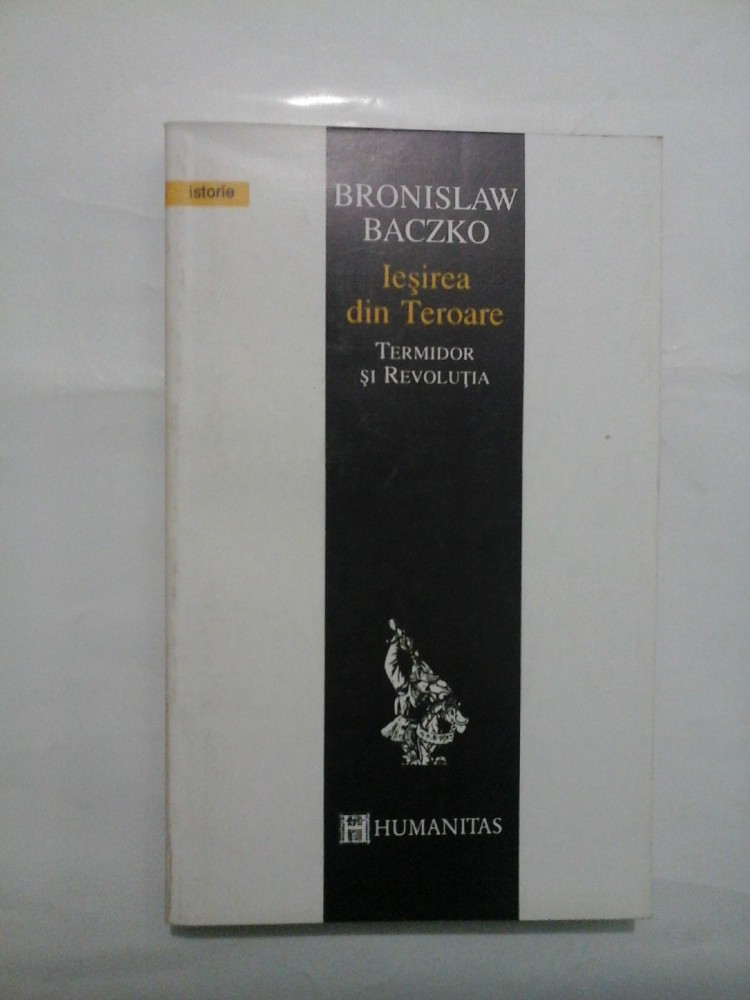 istorie
BRONISLAW
BACZKO
Ieşirea
din Teroare
TERMIDOR
ŞI REVOLUŢIA
H HUMANITAS